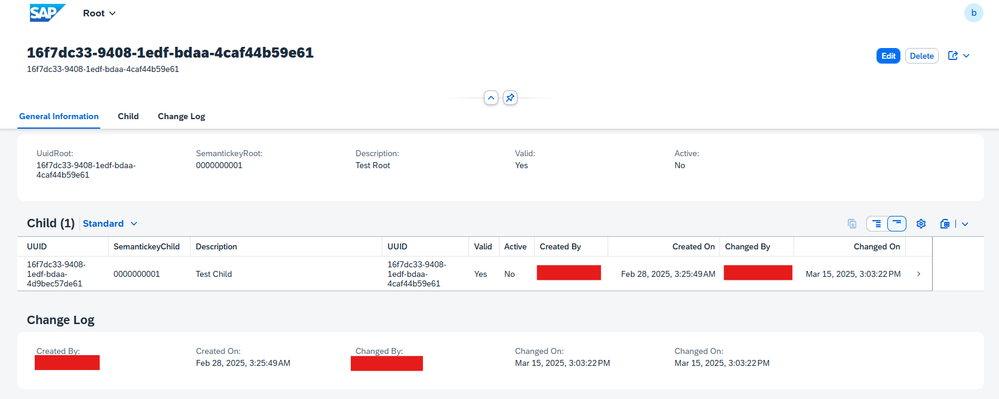 SAP Root b
16f7dc33-9408-1edf-bdaa-4caf44b59e61
16f7dc33-9408-1edf-bdaa-4caf44b59e61
Edit Delete
General Information Child Change Log
UuidRoot: SemantickeyRoot: Description: Valid: Active:
16f7dc33-9408-1edf-bdaa-4caf44b59e61 0000000001 Test Root Yes No
Child (1) Standard
UUID SemantickeyChild Description UUID Valid Active Created By Created On Changed By Changed On
16f7dc33-9408-1edf-bdaa-4d9bec57de61 0000000001 Test Child 16f7dc33-9408-1edf-bdaa-4caf44b59e61 Yes No Feb 28, 2025, 3:25:49 AM Mar 15, 2025, 3:03:22 PM
Change Log
Created By: Created On: Changed By: Changed On: Changed On:
Feb 28, 2025, 3:25:49 AM Mar 15, 2025, 3:03:22 PM Mar 15, 2025, 3:03:22 PM